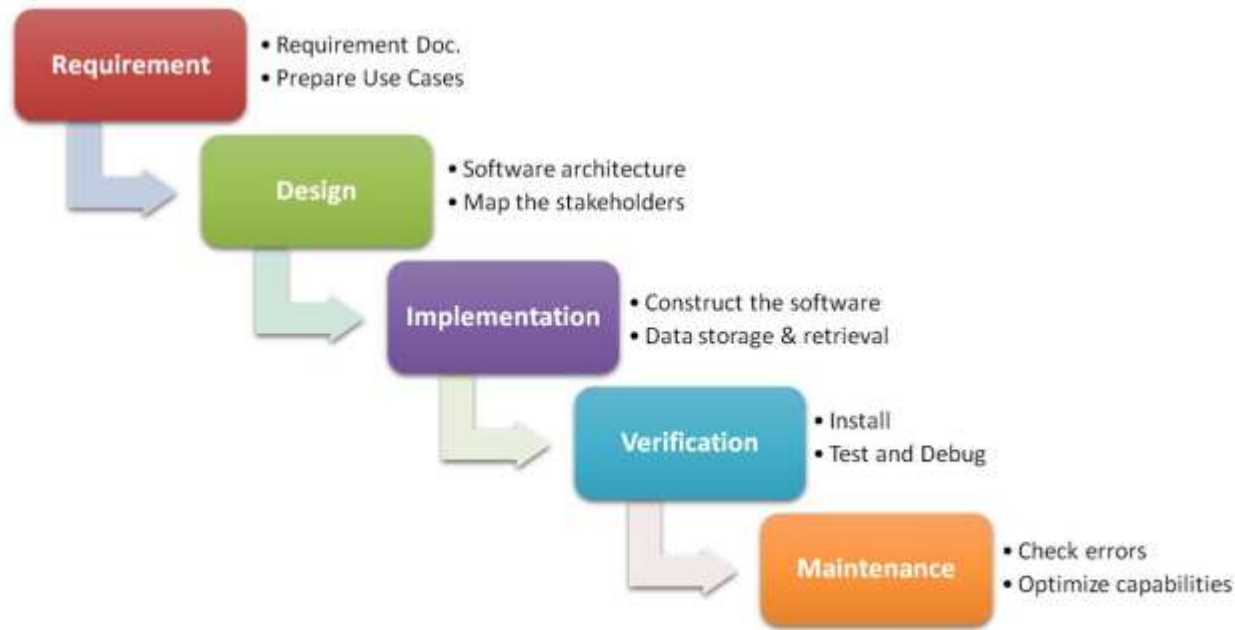 Requirement
• Requirement Doc.
• Prepare Use Cases
Design
• Software architecture
• Map the stakeholders
Implementation
• Construct the software
• Data storage & retrieval
Verification
• Install
• Test and Debug
Maintenance
• Check errors
• Optimize capabilities